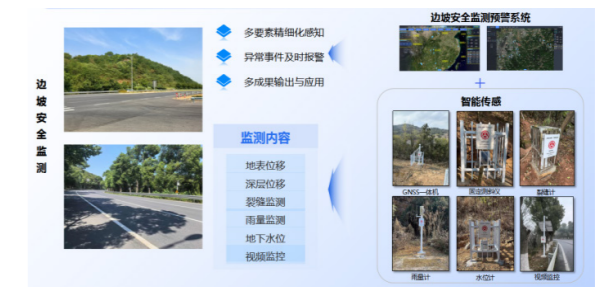 边坡安全监测
多要素精细化感知
异常事件及时报警
多成果输出与应用
监测内容
地表位移
深层位移
裂缝监测
雨量监测
地下水位
视频监控
边坡安全监测预警系统
+
智能传感
GNSS一体机
固定测斜仪
裂缝计
雨量计
水位计
视频监控